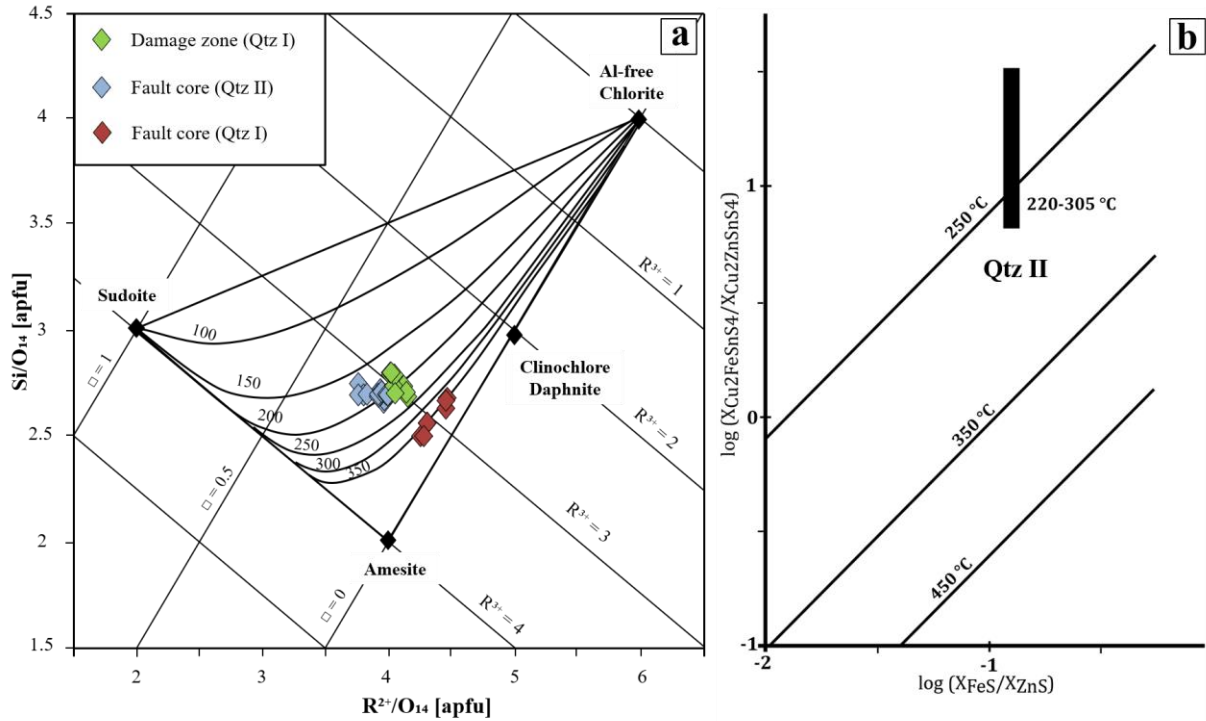 a
Damage zone (Qtz I)
Fault core (Qtz II)
Fault core (Qtz I)
Si/O14 [apfu]
4.5
4
3.5
3
2.5
2
1.5
2
3
4
5
6
R²⁺/O14 [apfu]
Al-free
Chlorite
Sudoite
Clinochlore
Daphnite
Amesite
100
150
200
250
300
350
□ = 1
□ = 0.5
□ = 0
R³⁺ = 1
R³⁺ = 2
R³⁺ = 3
R³⁺ = 4
b
log (XCu2FeSnS4/XCu2ZnSnS4)
1
0
-1
-2
-1
log (XFeS/XZnS)
250 °C
350 °C
450 °C
220-305 °C
Qtz II